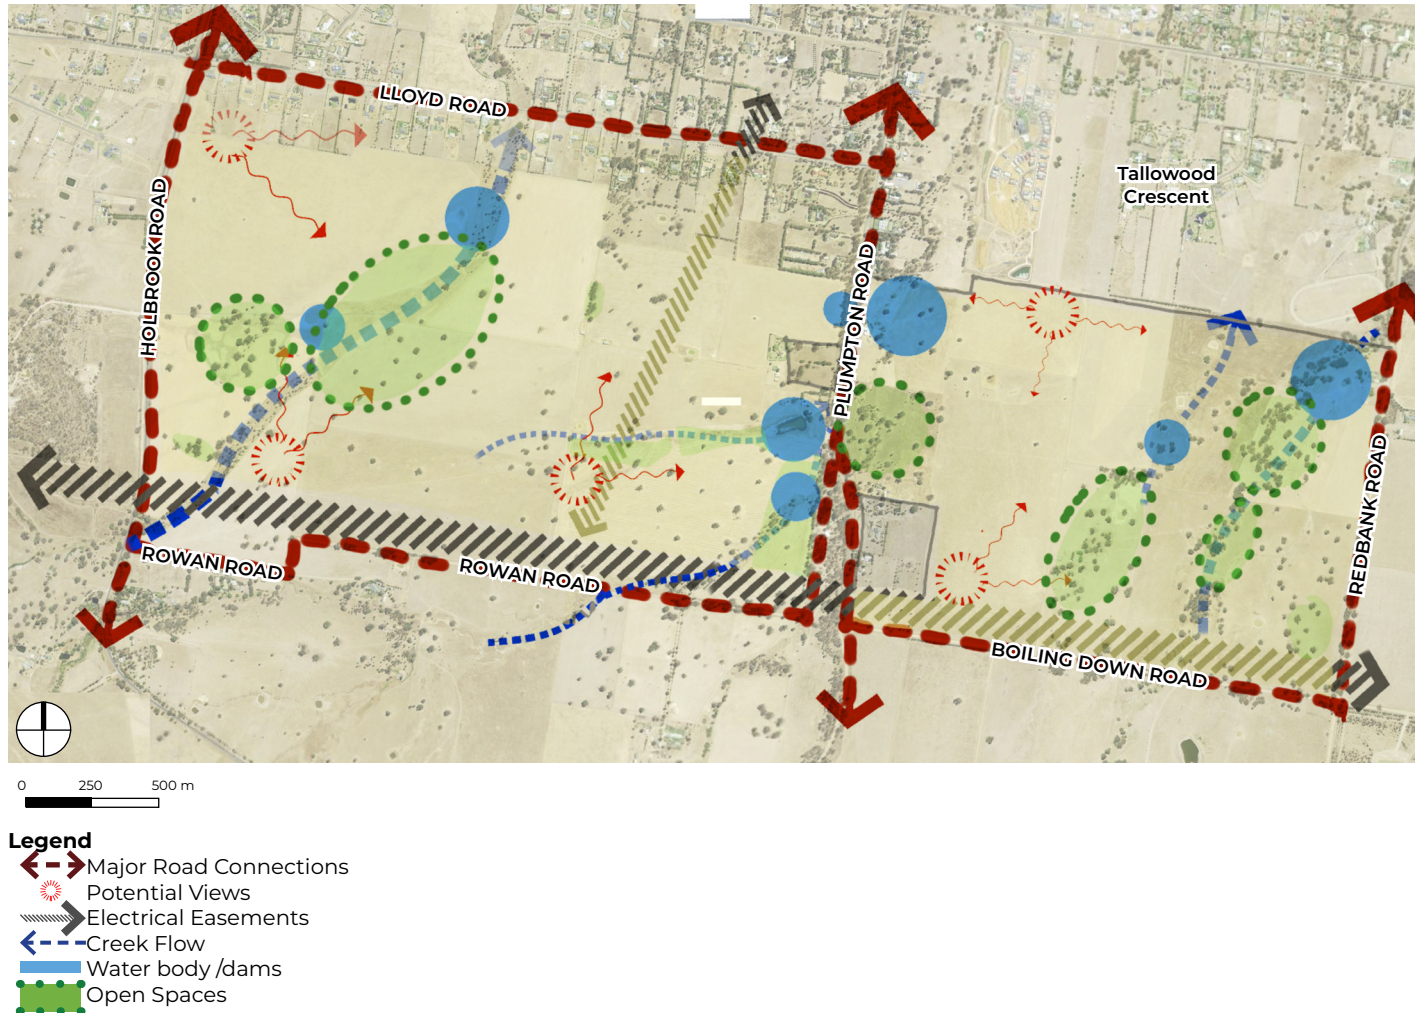 LLOYD ROAD
Tallowood
Crescent
HOLBROOK ROAD
PLUMPTON ROAD
REDBANK ROAD
ROWAN ROAD
ROWAN ROAD
BOILING DOWN ROAD
0 250 500 m
Legend
Major Road Connections
Potential Views
Electrical Easements
Creek Flow
Water body /dams
Open Spaces